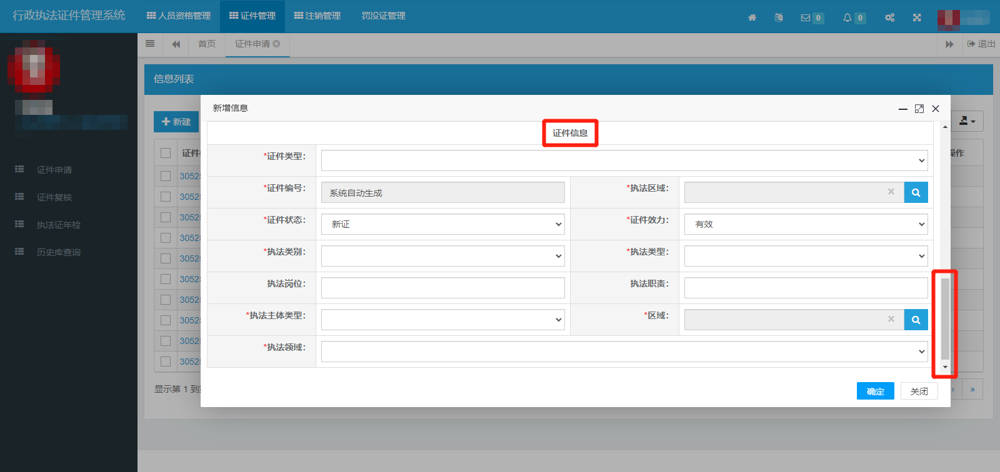 行政执法证件管理系统
人员资格管理
证件管理
注销管理
罚没证管理
0
0
首页
证件申请
退出
信息列表
新建
证件申请
证件复核
执法证年检
历史库查询
操作
3052
3052
3052
3052
3052
3052
3052
3052
3052
3052
显示第 1 到
新增信息
证件信息
*证件类型：
*证件编号：
系统自动生成
*执法区域：
*证件状态：
新证
*证件效力：
有效
*执法类别：
*执法类型：
执法岗位：
执法职责：
*执法主体类型：
*区域：
*执法领域：
确定
关闭
›
»